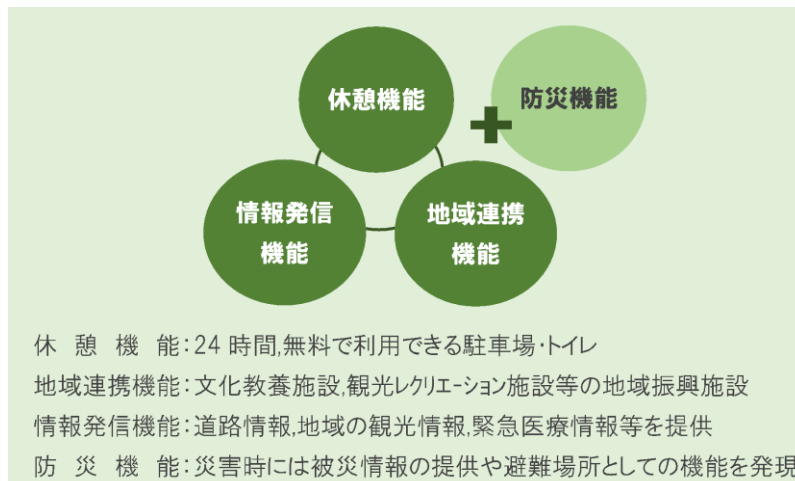 休憩機能
防災機能
情報発信
機能
地域連携
機能
休憩機能:24時間,無料で利用できる駐車場・トイレ
地域連携機能:文化教養施設,観光レクリエーション施設等の地域振興施設
情報発信機能:道路情報,地域の観光情報,緊急医療情報等を提供
防災機能:災害時には被災情報の提供や避難場所としての機能を発現